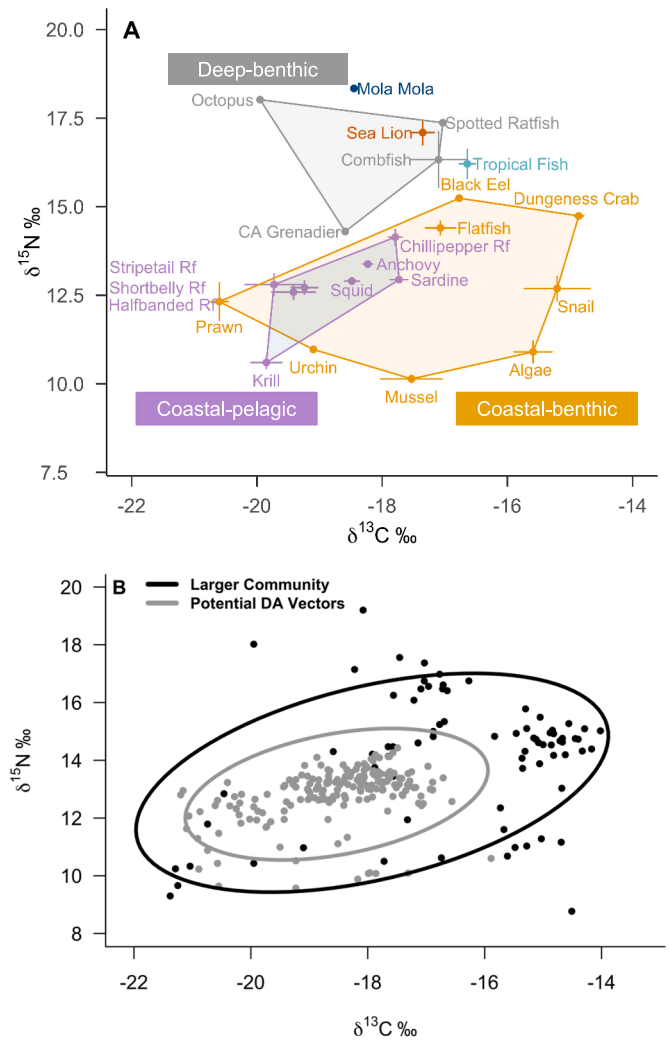 A
20.0
Deep-benthic
Mola Mola
Octopus
17.5
Spotted Ratfish
Sea Lion
Combfish
Tropical Fish
Black Eel
Dungeness Crab
15.0
CA Grenadier
Flatfish
Chillipepper Rf
Stripetail Rf
Anchovy
Shortbelly Rf
Squid
Sardine
12.5
Halfbanded Rf
Snail
Prawn
Urchin
Algae
Krill
10.0
Mussel
Coastal-pelagic
Coastal-benthic
7.5
δ15N ‰
-22 -20 -18 -16 -14
δ13C ‰
B
Larger Community
Potential DA Vectors
20
18
16
14
12
10
8
δ15N ‰
-22 -20 -18 -16 -14
δ13C ‰